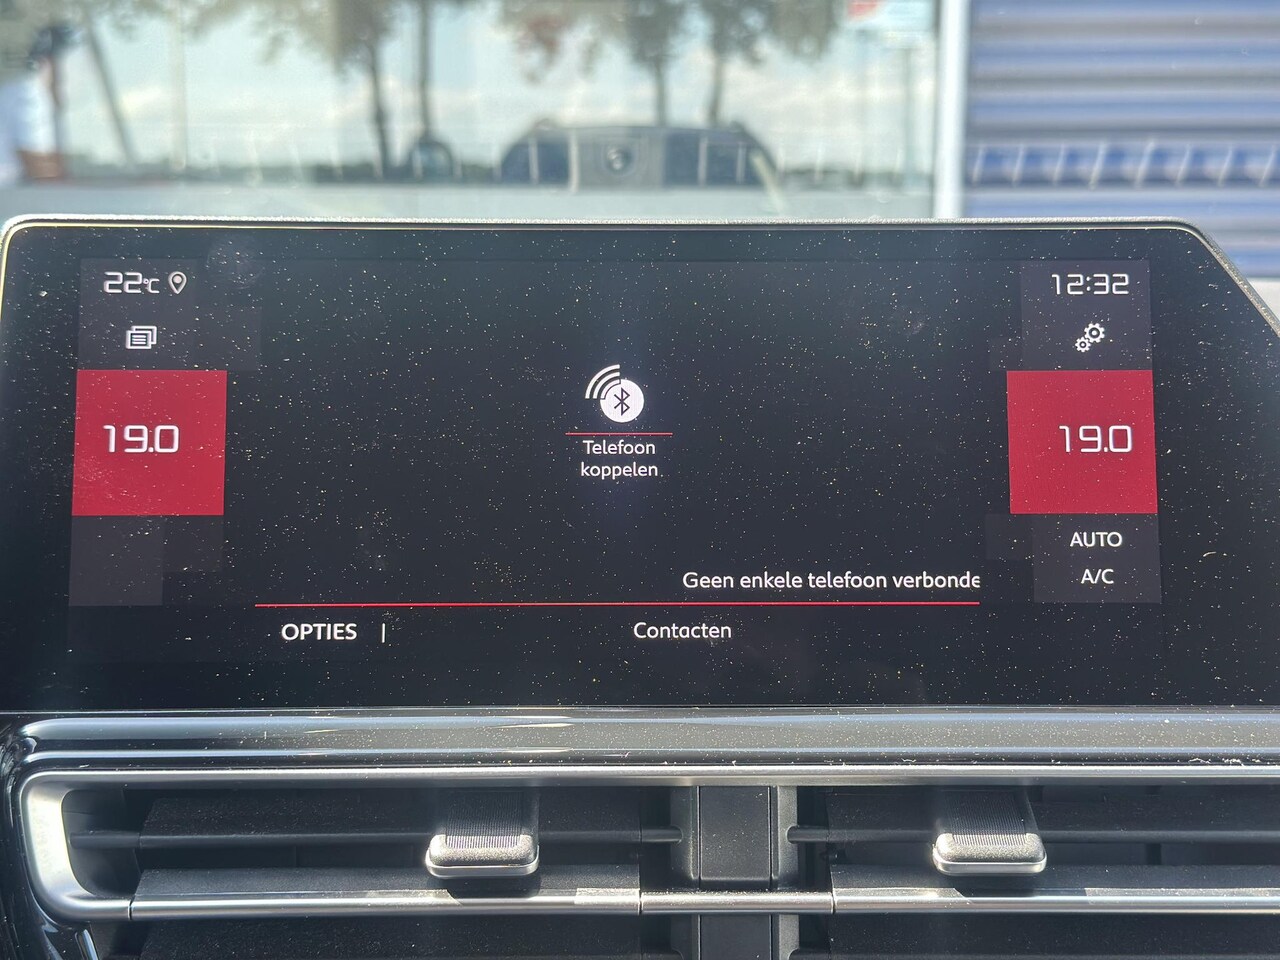 22°C
12:32
19.0
19.0
Telefoon
koppelen
AUTO
A/C
Geen enkele telefoon verbonde
OPTIES |
Contacten